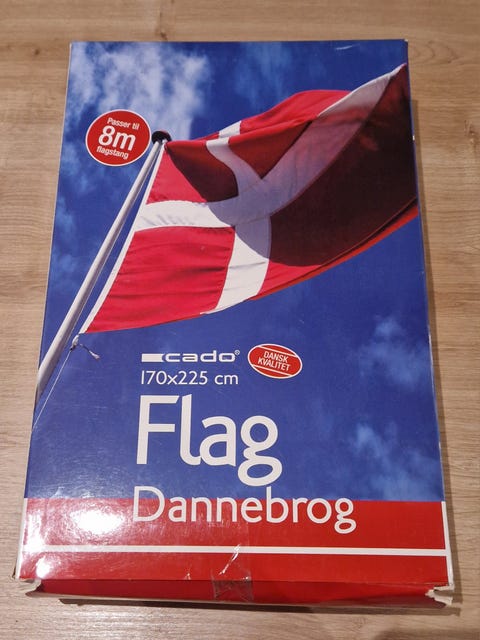 Passer til
8m
flagstang
cado®
DANSK
KVALITET
170x225 cm
Flag
Dannebrog